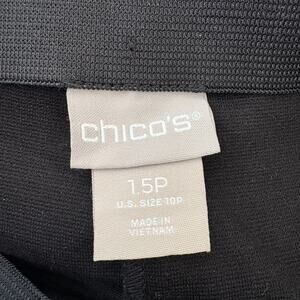 chico's®
1.5P
U.S. SIZE 10P
MADE IN
VIETNAM